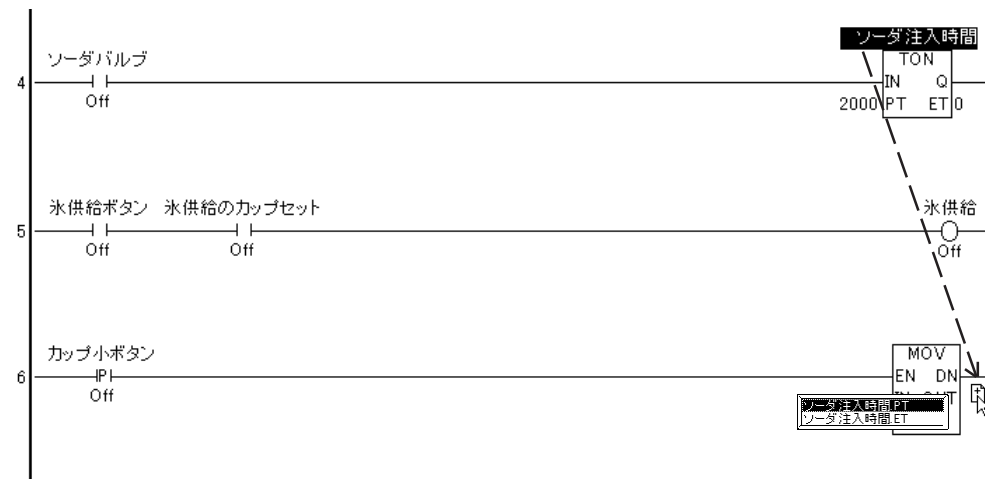 ソーダ注入時間
ソーダバルブ
TON
4
IN Q
Off
2000 PT ET 0
氷供給ボタン 氷供給のカップセット 氷供給
5
Off Off Off
カップ小ボタン
MOV
6
P
EN DN
Off
ソーダ注入時間.PT
ソーダ注入時間.ET